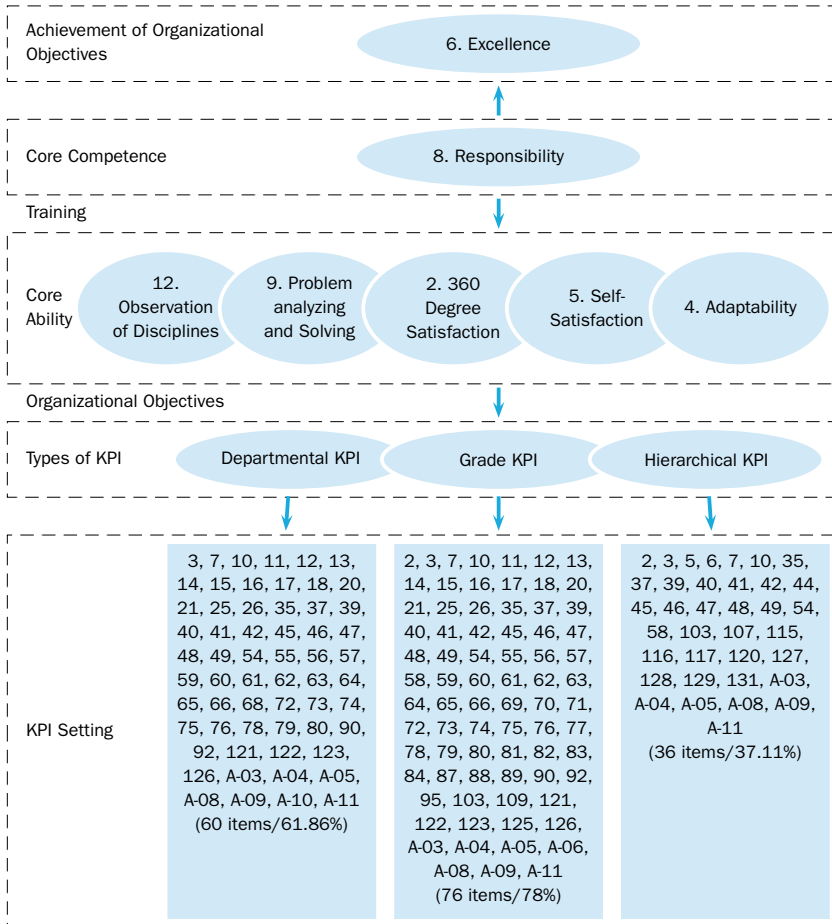 Achievement of Organizational
Objectives
6. Excellence
Core Competence
8. Responsibility
Training
Core
Ability
12.
Observation
of Disciplines
9. Problem
analyzing
and Solving
2. 360
Degree
Satisfaction
5. Self-
Satisfaction
4. Adaptability
Organizational Objectives
Types of KPI
Departmental KPI
Grade KPI
Hierarchical KPI
KPI Setting
3, 7, 10, 11, 12, 13,
14, 15, 16, 17, 18, 20,
21, 25, 26, 35, 37, 39,
40, 41, 42, 45, 46, 47,
48, 49, 54, 55, 56, 57,
59, 60, 61, 62, 63, 64,
65, 66, 68, 72, 73, 74,
75, 76, 78, 79, 80, 90,
92, 121, 122, 123,
126, A-03, A-04, A-05,
A-08, A-09, A-10, A-11
(60 items/61.86%)
2, 3, 7, 10, 11, 12, 13,
14, 15, 16, 17, 18, 20,
21, 25, 26, 35, 37, 39,
40, 41, 42, 45, 46, 47,
48, 49, 54, 55, 56, 57,
58, 59, 60, 61, 62, 63,
64, 65, 66, 69, 70, 71,
72, 73, 74, 75, 76, 77,
78, 79, 80, 81, 82, 83,
84, 87, 88, 89, 90, 92,
95, 103, 109, 121,
122, 123, 125, 126,
A-03, A-04, A-05, A-06,
A-08, A-09, A-11
(76 items/78%)
2, 3, 5, 6, 7, 10, 35,
37, 39, 40, 41, 42, 44,
45, 46, 47, 48, 49, 54,
58, 103, 107, 115,
116, 117, 120, 127,
128, 129, 131, A-03,
A-04, A-05, A-08, A-09,
A-11
(36 items/37.11%)